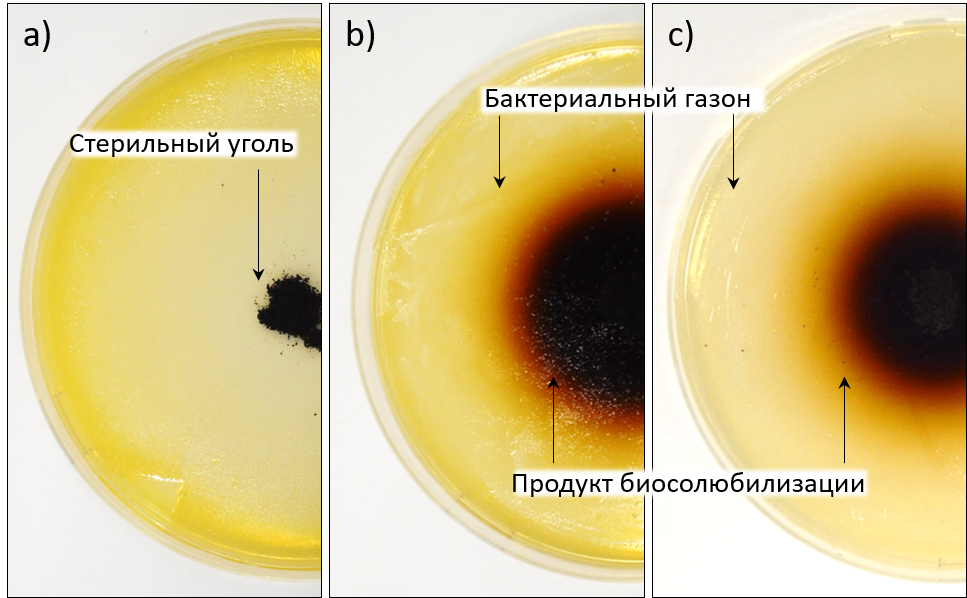 a)
b)
c)
Бактериальный газон
Стерильный уголь
Продукт биосолюбилизации